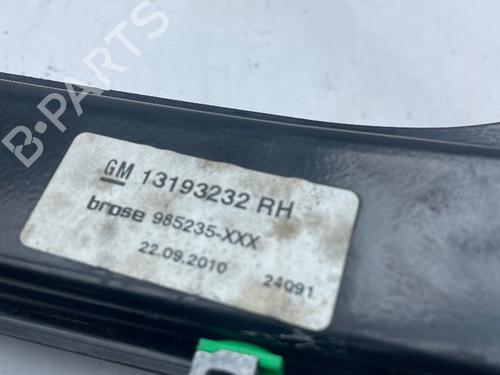 B-PARTS
GM 13193232 RH
brose 985235-XXX
22.09.2010 24091